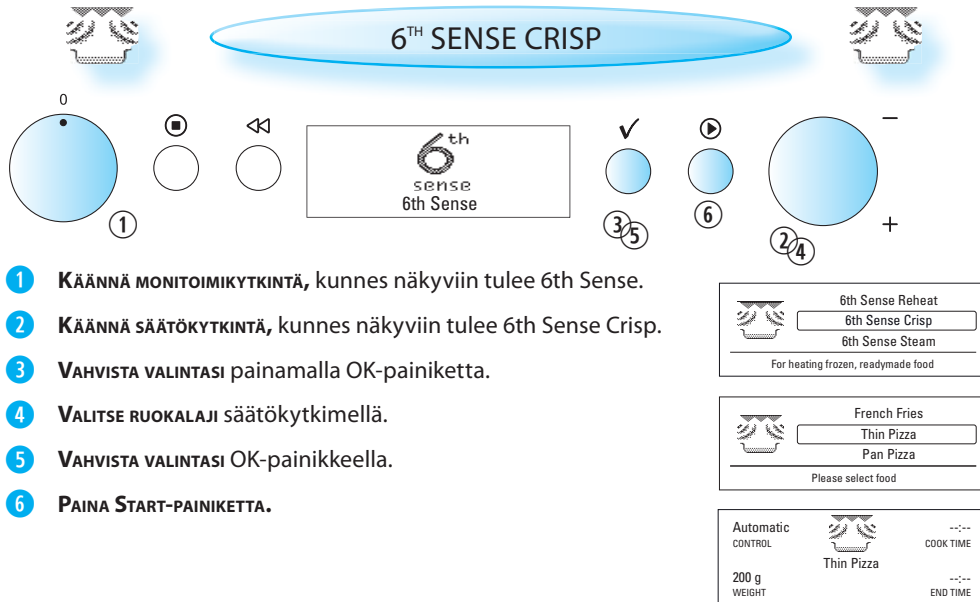 6TH SENSE CRISP
0
6th
sense
6th Sense
–
+
1
3
5
6
2
4
1 KÄÄNNÄ MONITOIMIKYTKINTÄ, kunnes näkyviin tulee 6th Sense.
2 KÄÄNNÄ SÄÄTÖKYTKINTÄ, kunnes näkyviin tulee 6th Sense Crisp.
3 VAHVISTA VALINTASI painamalla OK-painiketta.
4 VALITSE RUOKALAJI säätökytkimellä.
5 VAHVISTA VALINTASI OK-painikkeella.
6 PAINA START-PAINIKETTA.
6th Sense Reheat
6th Sense Crisp
6th Sense Steam
For heating frozen, readymade food
French Fries
Thin Pizza
Pan Pizza
Please select food
Automatic --:--
CONTROL COOK TIME
Thin Pizza
200 g --:--
WEIGHT END TIME